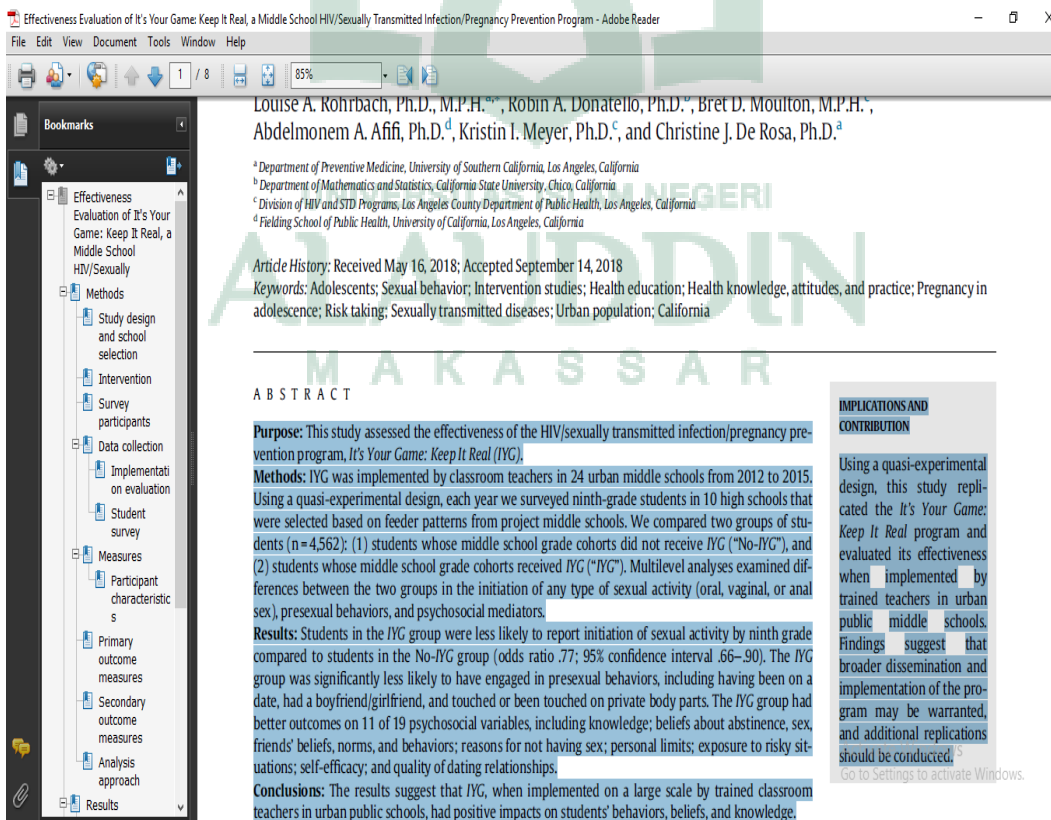 Effectiveness Evaluation of It's Your Game: Keep It Real, a Middle School HIV/Sexually Transmitted Infection/Pregnancy Prevention Program - Adobe Reader
File Edit View Document Tools Window Help
1 / 8 85%
Bookmarks
Effectiveness
Evaluation of It's Your
Game: Keep It Real, a
Middle School
HIV/Sexually
Methods
Study design
and school
selection
Intervention
Survey
participants
Data collection
Implementati
on evaluation
Student
survey
Measures
Participant
characteristic
s
Primary
outcome
measures
Secondary
outcome
measures
Analysis
approach
Results
Louise A. Rohrbach, Ph.D., M.P.H.a,*, Robin A. Donatello, Ph.D.b, Bret D. Moulton, M.P.H.c,
Abdelmonem A. Afifi, Ph.D.d, Kristin I. Meyer, Ph.D.c, and Christine J. De Rosa, Ph.D.a
a Department of Preventive Medicine, University of Southern California, Los Angeles, California
b Department of Mathematics and Statistics, California State University, Chico, California
c Division of HIV and STD Programs, Los Angeles County Department of Public Health, Los Angeles, California
d Fielding School of Public Health, University of California, Los Angeles, California
UNIVERSITAS ISLAM NEGERI
ALAUDDIN
MAKASSAR
Article History: Received May 16, 2018; Accepted September 14, 2018
Keywords: Adolescents; Sexual behavior; Intervention studies; Health education; Health knowledge, attitudes, and practice; Pregnancy in
adolescence; Risk taking; Sexually transmitted diseases; Urban population; California
ABSTRACT
Purpose: This study assessed the effectiveness of the HIV/sexually transmitted infection/pregnancy pre-
vention program, It's Your Game: Keep It Real (IYG).
Methods: IYG was implemented by classroom teachers in 24 urban middle schools from 2012 to 2015.
Using a quasi-experimental design, each year we surveyed ninth-grade students in 10 high schools that
were selected based on feeder patterns from project middle schools. We compared two groups of stu-
dents (n = 4,562): (1) students whose middle school grade cohorts did not receive IYG ("No-IYG"), and
(2) students whose middle school grade cohorts received IYG ("IYG"). Multilevel analyses examined dif-
ferences between the two groups in the initiation of any type of sexual activity (oral, vaginal, or anal
sex), presexual behaviors, and psychosocial mediators.
Results: Students in the IYG group were less likely to report initiation of sexual activity by ninth grade
compared to students in the No-IYG group (odds ratio .77; 95% confidence interval .66–.90). The IYG
group was significantly less likely to have engaged in presexual behaviors, including having been on a
date, had a boyfriend/girlfriend, and touched or been touched on private body parts. The IYG group had
better outcomes on 11 of 19 psychosocial variables, including knowledge; beliefs about abstinence, sex,
friends' beliefs, norms, and behaviors; reasons for not having sex; personal limits; exposure to risky sit-
uations; self-efficacy; and quality of dating relationships.
Conclusions: The results suggest that IYG, when implemented on a large scale by trained classroom
teachers in urban public schools, had positive impacts on students' behaviors, beliefs, and knowledge.
IMPLICATIONS AND
CONTRIBUTION
Using a quasi-experimental
design, this study repli-
cated the It's Your Game:
Keep It Real program and
evaluated its effectiveness
when implemented by
trained teachers in urban
public middle schools.
Findings suggest that
broader dissemination and
implementation of the pro-
gram may be warranted,
and additional replications
should be conducted.
Go to Settings to activate Windows.